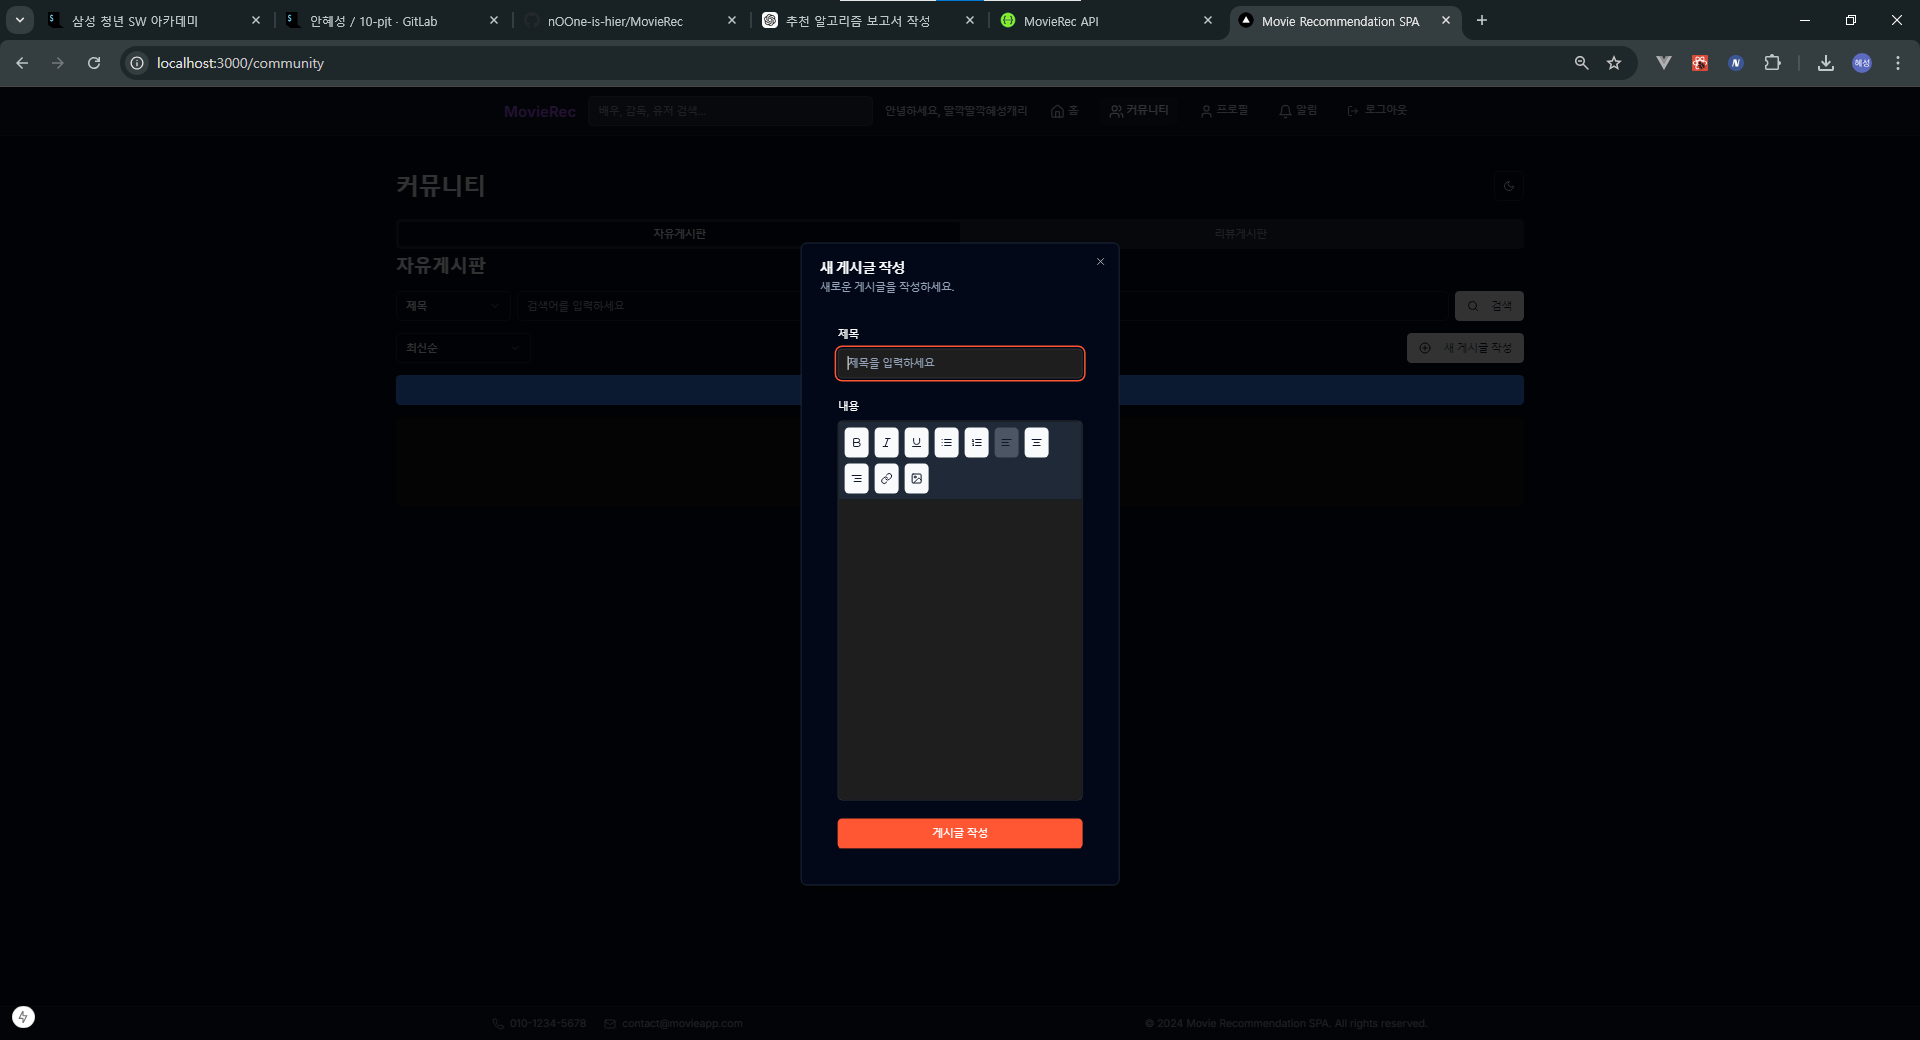 삼성 청년 SW 아카데미
안혜성 / 10-pjt · GitLab
nOOne-is-hier/MovieRec
추천 알고리즘 보고서 작성
MovieRec API
Movie Recommendation SPA
localhost:3000/community
혜성
MovieRec
배우, 감독, 유저 검색...
안녕하세요, 딸깍딸깍혜성캐리
홈
커뮤니티
프로필
알림
로그아웃
커뮤니티
자유게시판
리뷰게시판
자유게시판
제목
검색어를 입력하세요
검색
최신순
새 게시글 작성
새 게시글 작성
새로운 게시글을 작성하세요.
제목
제목을 입력하세요
내용
게시글 작성
010-1234-5678
contact@movieapp.com
© 2024 Movie Recommendation SPA. All rights reserved.